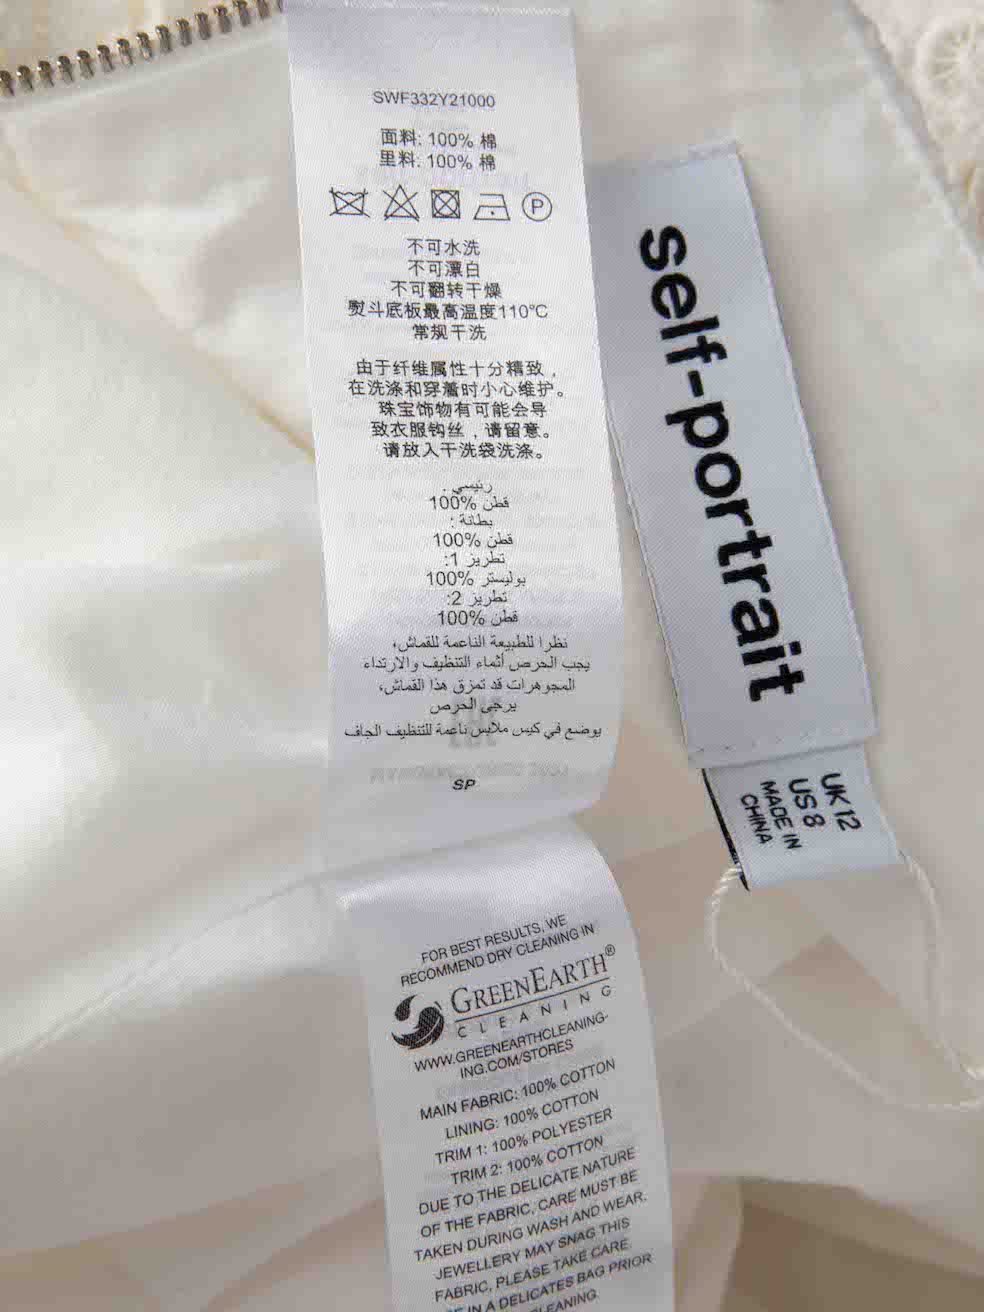 SWF332Y21000
面料: 100% 棉
里料: 100% 棉
P
不可水洗
不可漂白
不可翻转干燥
熨斗底板最高温度110°C
常规干洗
由于纤维属性十分精致，
在洗涤和穿着时小心维护。
珠宝饰物有可能会导
致衣服钩丝，请留意。
请放入干洗袋洗涤。
رئيسي :
100% قطن
بطانة :
100% قطن
تطريز 1:
100% بوليستر
تطريز 2:
100% قطن
نظرا للطبيعة الناعمة للقماش،
يجب الحرص أثماء التنظيف والارتداء
المجوهرات قد تمزق هذا القماش،
يرجى الحرص
يوضع في كيس ملابس ناعمة للتنظيف الجاف
SP
self-portrait
UK 12
US 8
MADE IN
CHINA
FOR BEST RESULTS, WE
RECOMMEND DRY CLEANING IN
GREENEARTH®
CLEANING
WWW.GREENEARTHCLEANING-
ING.COM/STORES
MAIN FABRIC: 100% COTTON
LINING: 100% COTTON
TRIM 1: 100% POLYESTER
TRIM 2: 100% COTTON
DUE TO THE DELICATE NATURE
OF THE FABRIC, CARE MUST BE
TAKEN DURING WASH AND WEAR.
JEWELLERY MAY SNAG THIS
FABRIC, PLEASE TAKE CARE.
IN A DELICATES BAG PRIOR
CLEANING.